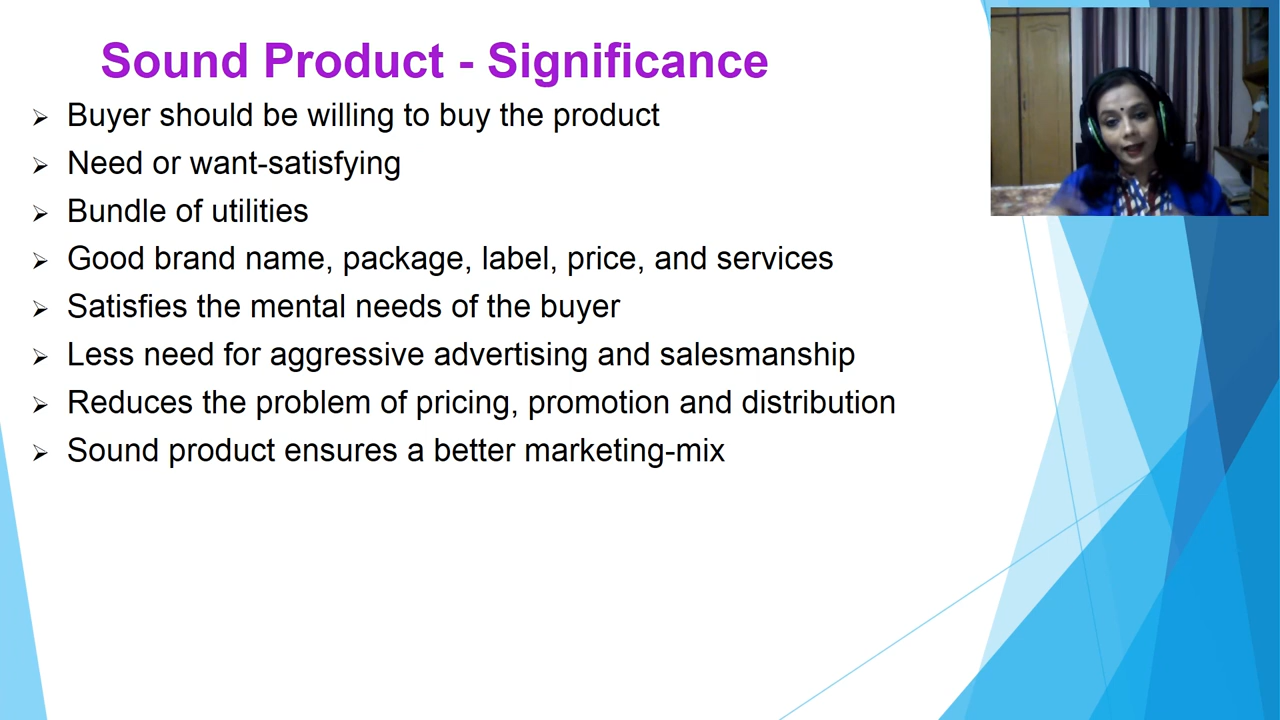 Sound Product - Significance
Buyer should be willing to buy the product
Need or want-satisfying
Bundle of utilities
Good brand name, package, label, price, and services
Satisfies the mental needs of the buyer
Less need for aggressive advertising and salesmanship
Reduces the problem of pricing, promotion and distribution
Sound product ensures a better marketing-mix